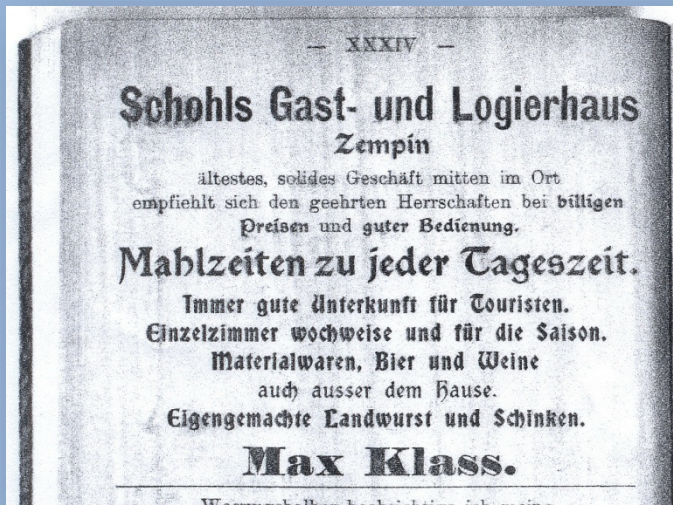 — XXXIV —
Schohls Gast- und Logierhaus
Zempin
ältestes, solides Geschäft mitten im Ort
empfiehlt sich den geehrten Herrschaften bei billigen
Preisen und guter Bedienung.
Mahlzeiten zu jeder Tageszeit.
Immer gute Unterkunft für Touristen.
Einzelzimmer wochweise und für die Saison.
Materialwaren, Bier und Weine
auch ausser dem Hause.
Eigengemachte Landwurst und Schinken.
Max Klass.
ich meine